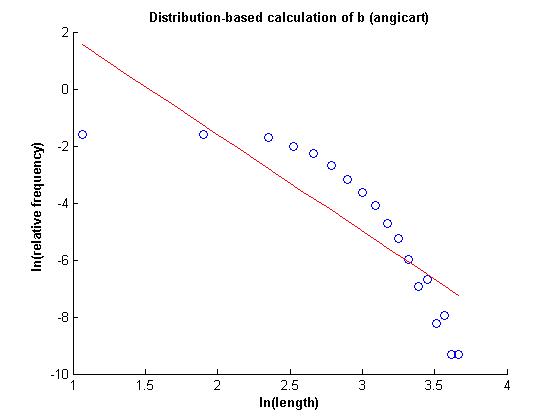 Distribution-based calculation of b (angicart)
2
0
-2
-4
-6
-8
-10
ln(relative frequency)
1 1.5 2 2.5 3 3.5 4
ln(length)